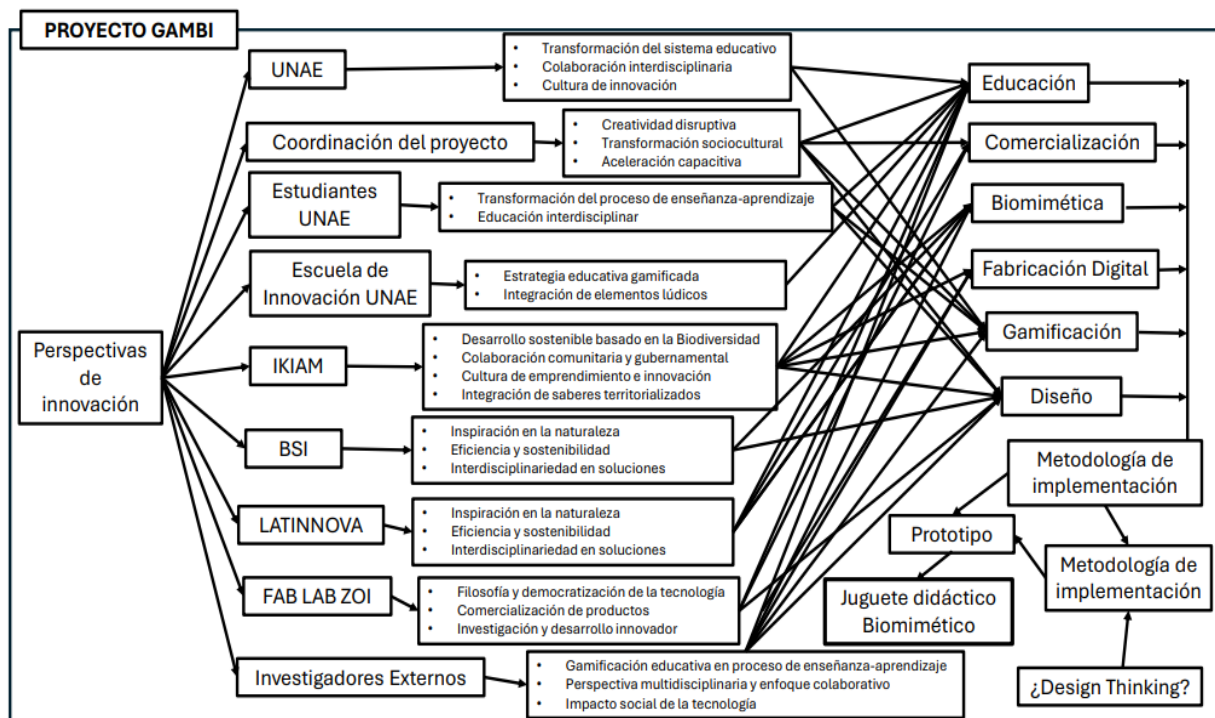 PROYECTO GAMBI
Perspectivas
de
innovación
UNAE
• Transformación del sistema educativo
• Colaboración interdisciplinaria
• Cultura de innovación
Coordinación del proyecto
• Creatividad disruptiva
• Transformación sociocultural
• Aceleración capacitiva
Estudiantes
UNAE
• Transformación del proceso de enseñanza-aprendizaje
• Educación interdisciplinar
Escuela de
Innovación UNAE
• Estrategia educativa gamificada
• Integración de elementos lúdicos
IKIAM
• Desarrollo sostenible basado en la Biodiversidad
• Colaboración comunitaria y gubernamental
• Cultura de emprendimiento e innovación
• Integración de saberes territorializados
BSI
• Inspiración en la naturaleza
• Eficiencia y sostenibilidad
• Interdisciplinariedad en soluciones
LATINNOVA
• Inspiración en la naturaleza
• Eficiencia y sostenibilidad
• Interdisciplinariedad en soluciones
FAB LAB ZOI
• Filosofía y democratización de la tecnología
• Comercialización de productos
• Investigación y desarrollo innovador
Investigadores Externos
• Gamificación educativa en proceso de enseñanza-aprendizaje
• Perspectiva multidisciplinaria y enfoque colaborativo
• Impacto social de la tecnología
Educación
Comercialización
Biomimética
Fabricación Digital
Gamificación
Diseño
Metodología de
implementación
Prototipo
Metodología de
implementación
Juguete didáctico
Biomimético
¿Design Thinking?